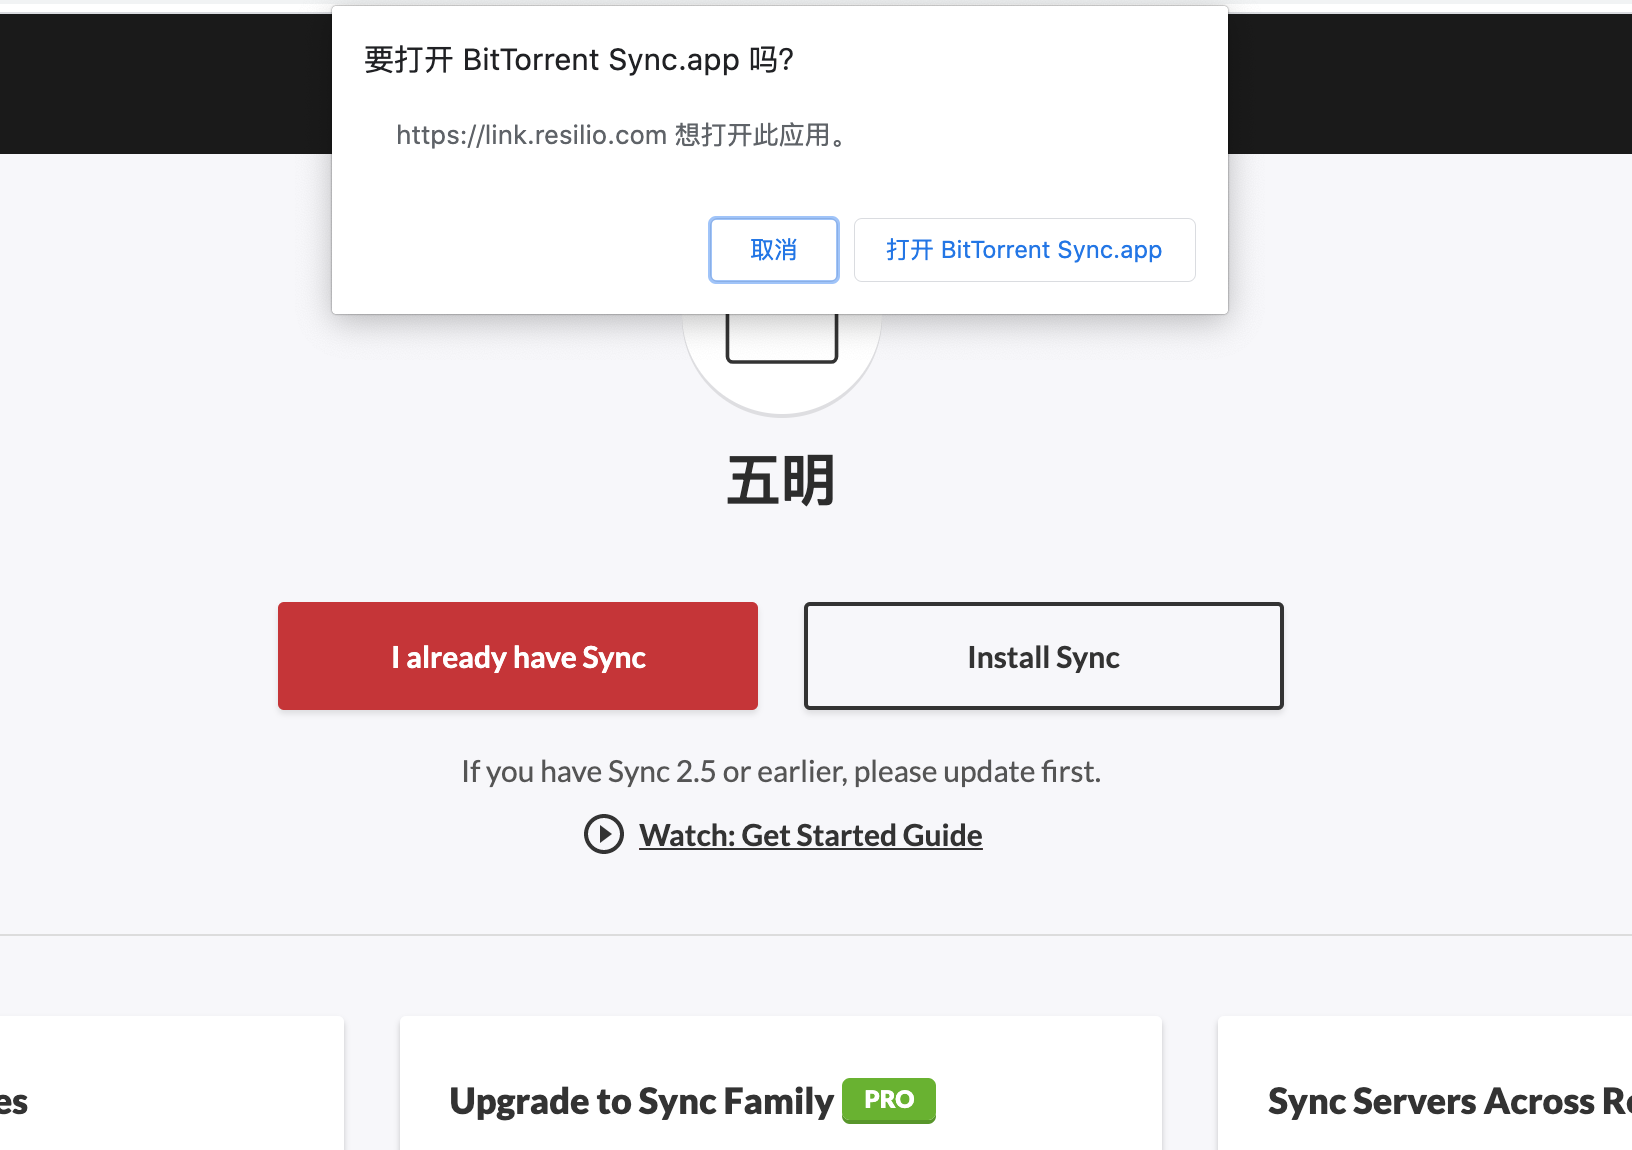 要打开 BitTorrent Sync.app 吗?
https://link.resilio.com 想打开此应用。
取消
打开 BitTorrent Sync.app
五明
I already have Sync
Install Sync
If you have Sync 2.5 or earlier, please update first.
Watch: Get Started Guide
es
Upgrade to Sync Family PRO
Sync Servers Across Re